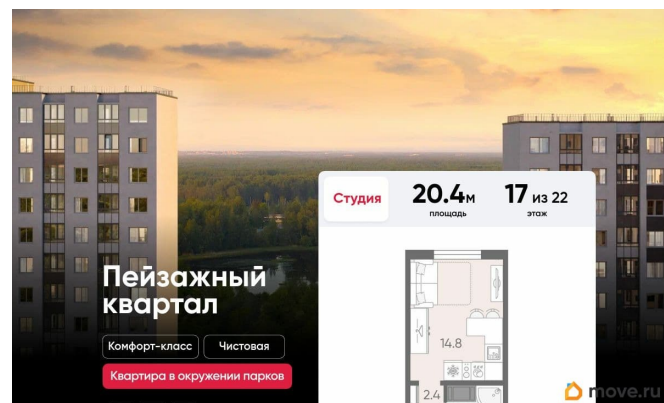 Студия
20.4м
площадь
17 из 22
этаж
Пейзажный
квартал
Комфорт-класс
Чистовая
Квартира в окружении парков
14.8
2.4
move.ru